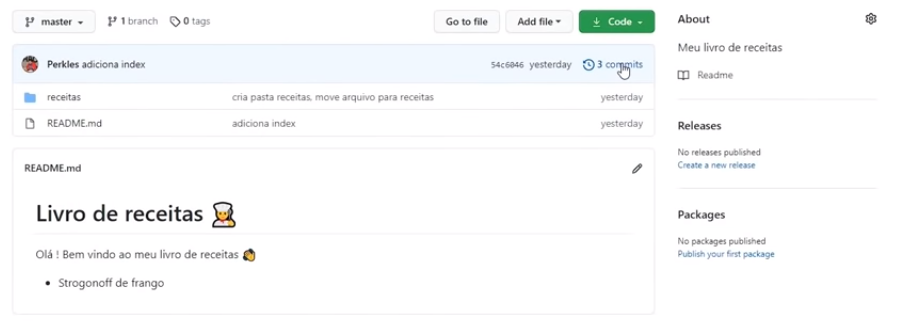 master 1 branch 0 tags Go to file Add file Code
Perkles adiciona index 54c6046 yesterday 3 commits
receitas cria pasta receitas, move arquivo para receitas yesterday
README.md adiciona index yesterday
README.md
Livro de receitas
Olá ! Bem vindo ao meu livro de receitas
Strogonoff de frango
About
Meu livro de receitas
Readme
Releases
No releases published
Create a new release
Packages
No packages published
Publish your first package